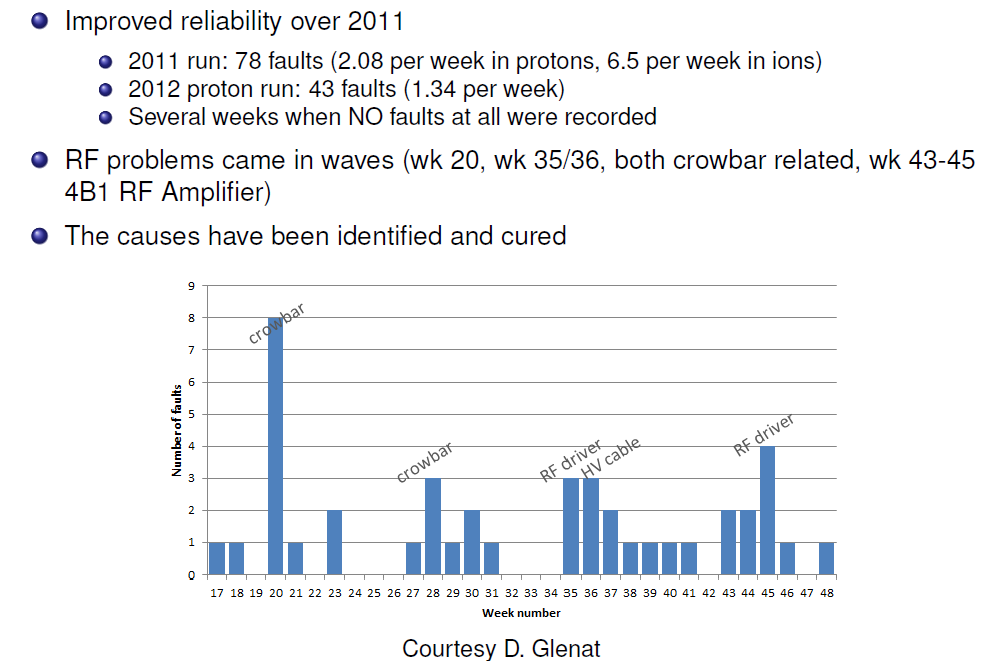 Improved reliability over 2011
2011 run: 78 faults (2.08 per week in protons, 6.5 per week in ions)
2012 proton run: 43 faults (1.34 per week)
Several weeks when NO faults at all were recorded
RF problems came in waves (wk 20, wk 35/36, both crowbar related, wk 43-45
4B1 RF Amplifier)
The causes have been identified and cured
9
8
7
6
5
4
3
2
1
0
Number of faults
crowbar
crowbar
RF driver
HV cable
RF driver
17 18 19 20 21 22 23 24 25 26 27 28 29 30 31 32 33 34 35 36 37 38 39 40 41 42 43 44 45 46 47 48
Week number
Courtesy D. Glenat